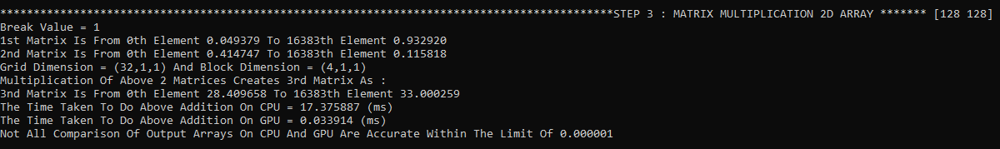 ********************************************************************************************STEP 3 : MATRIX MULTIPLICATION 2D ARRAY ******* [128 128]
Break Value = 1
1st Matrix Is From 0th Element 0.049379 To 16383th Element 0.932920
2nd Matrix Is From 0th Element 0.414747 To 16383th Element 0.115818
Grid Dimension = (32,1,1) And Block Dimension = (4,1,1)
Multiplication Of Above 2 Matrices Creates 3rd Matrix As :
3nd Matrix Is From 0th Element 28.409658 To 16383th Element 33.000259
The Time Taken To Do Above Addition On CPU = 17.375887 (ms)
The Time Taken To Do Above Addition On GPU = 0.033914 (ms)
Not All Comparison Of Output Arrays On CPU And GPU Are Accurate Within The Limit Of 0.000001